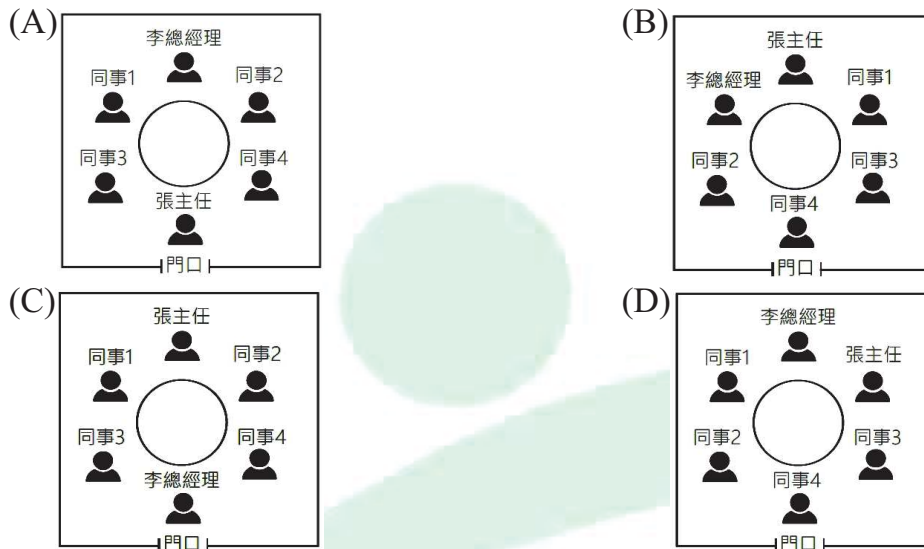 (A)
李總經理
同事1
同事2
同事3
同事4
張主任
門口
(B)
張主任
李總經理
同事1
同事2
同事3
同事4
門口
(C)
張主任
同事1
同事2
同事3
同事4
李總經理
門口
(D)
李總經理
同事1
張主任
同事2
同事3
同事4
門口